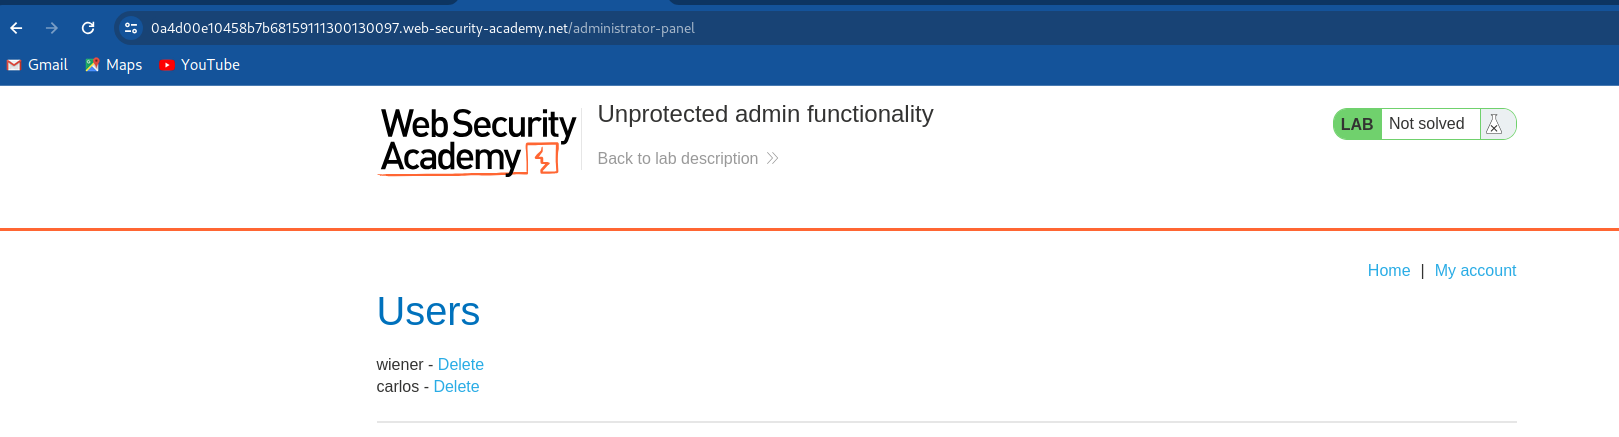 0a4d00e10458b7b68159111300130097.web-security-academy.net/administrator-panel
Gmail Maps YouTube
Web Security
Academy
Unprotected admin functionality
Back to lab description
LAB Not solved
Home | My account
Users
wiener - Delete
carlos - Delete